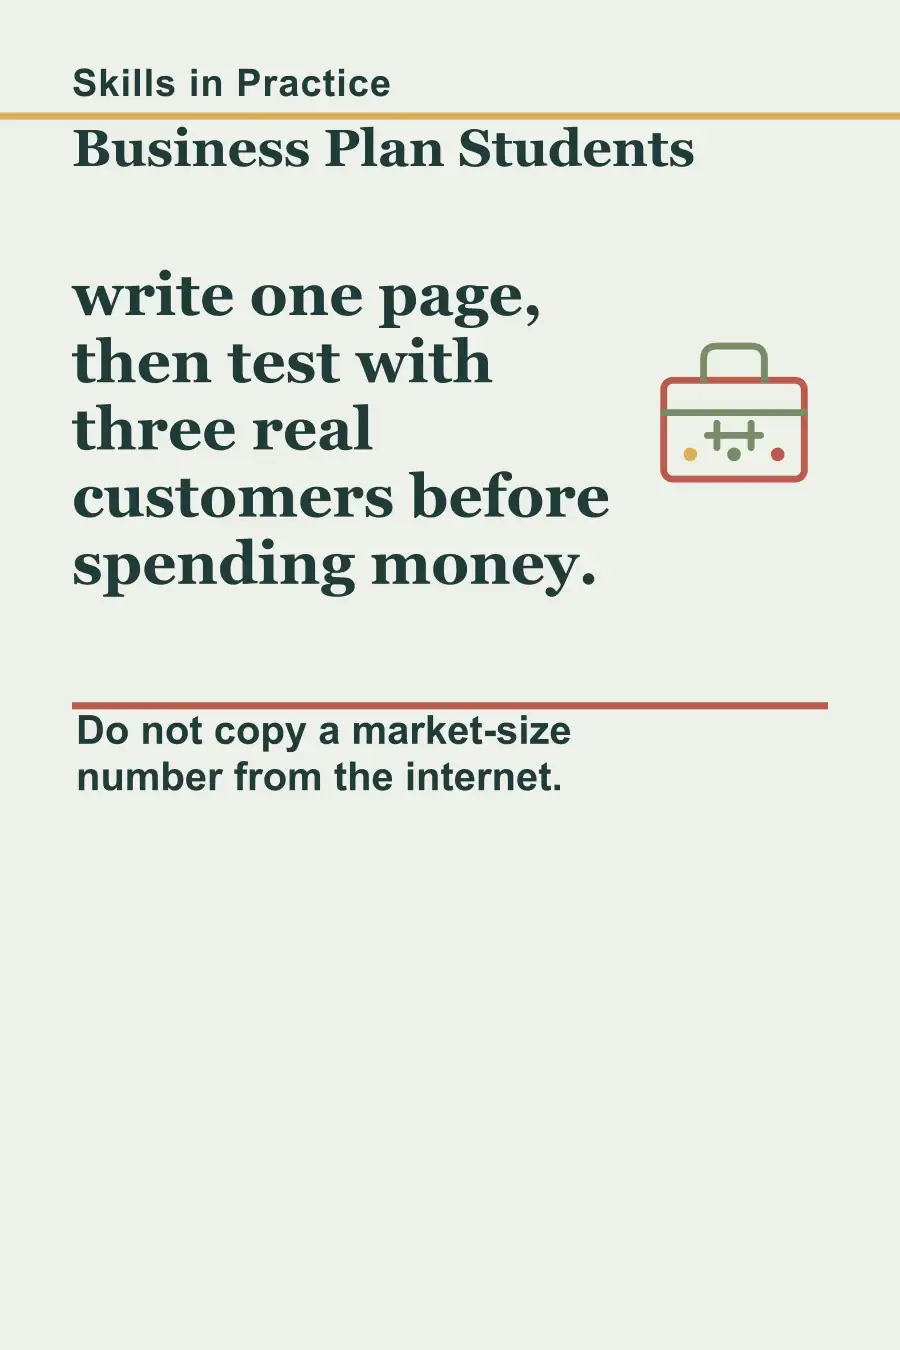 Skills in Practice
Business Plan Students
write one page,
then test with
three real
customers before
spending money.
Do not copy a market-size
number from the internet.